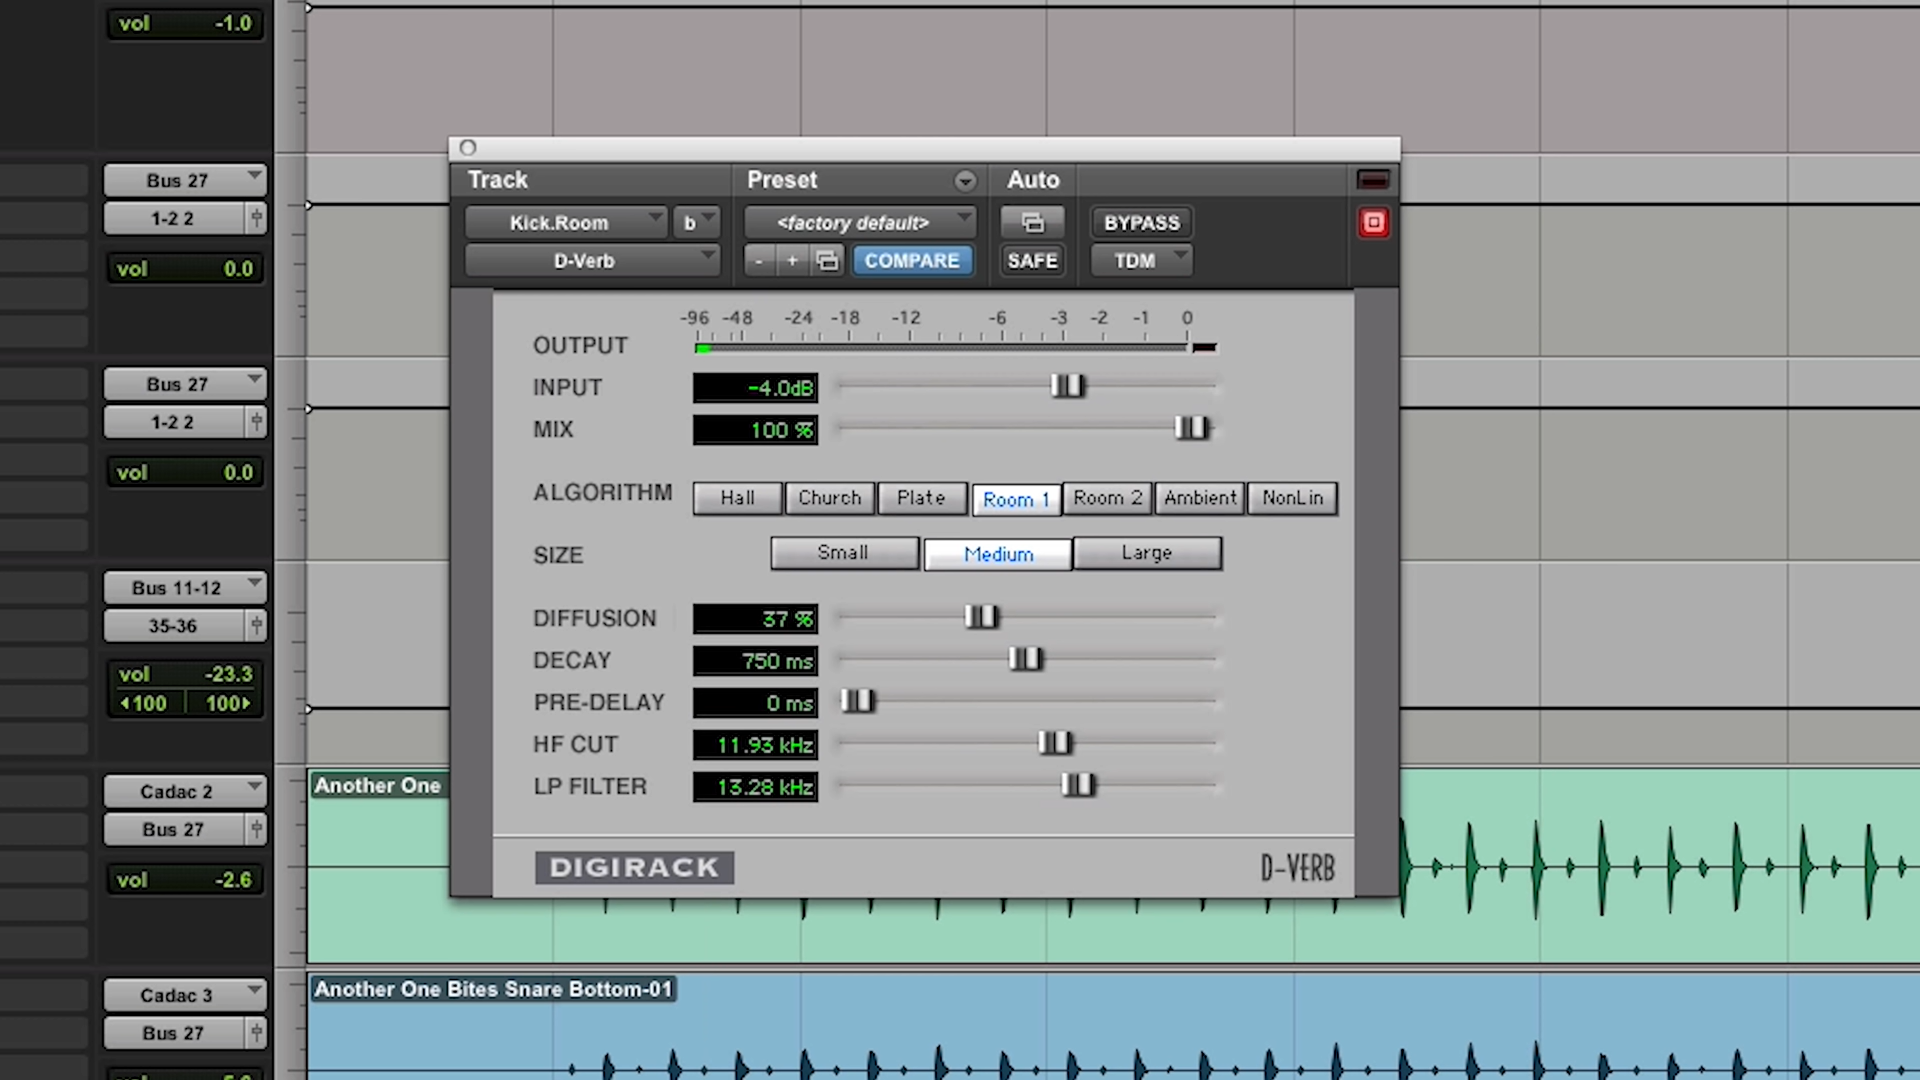 vol -1.0
Bus 27
1-2 2
vol 0.0
Bus 27
1-2 2
vol 0.0
Bus 11-12
35-36
vol -23.3
100 100
Cadac 2
Bus 27
vol -2.6
Cadac 3
Bus 27
Track Preset Auto
Kick.Room b <factory default> BYPASS
D-Verb - + COMPARE SAFE TDM
-96 -48 -24 -18 -12 -6 -3 -2 -1 0
OUTPUT
INPUT -4.0dB
MIX 100 %
ALGORITHM Hall Church Plate Room 1 Room 2 Ambient NonLin
SIZE Small Medium Large
DIFFUSION 37 %
DECAY 750 ms
PRE-DELAY 0 ms
HF CUT 11.93 kHz
LP FILTER 13.28 kHz
DIGIRACK D-VERB
Another One
Another One Bites Snare Bottom-01